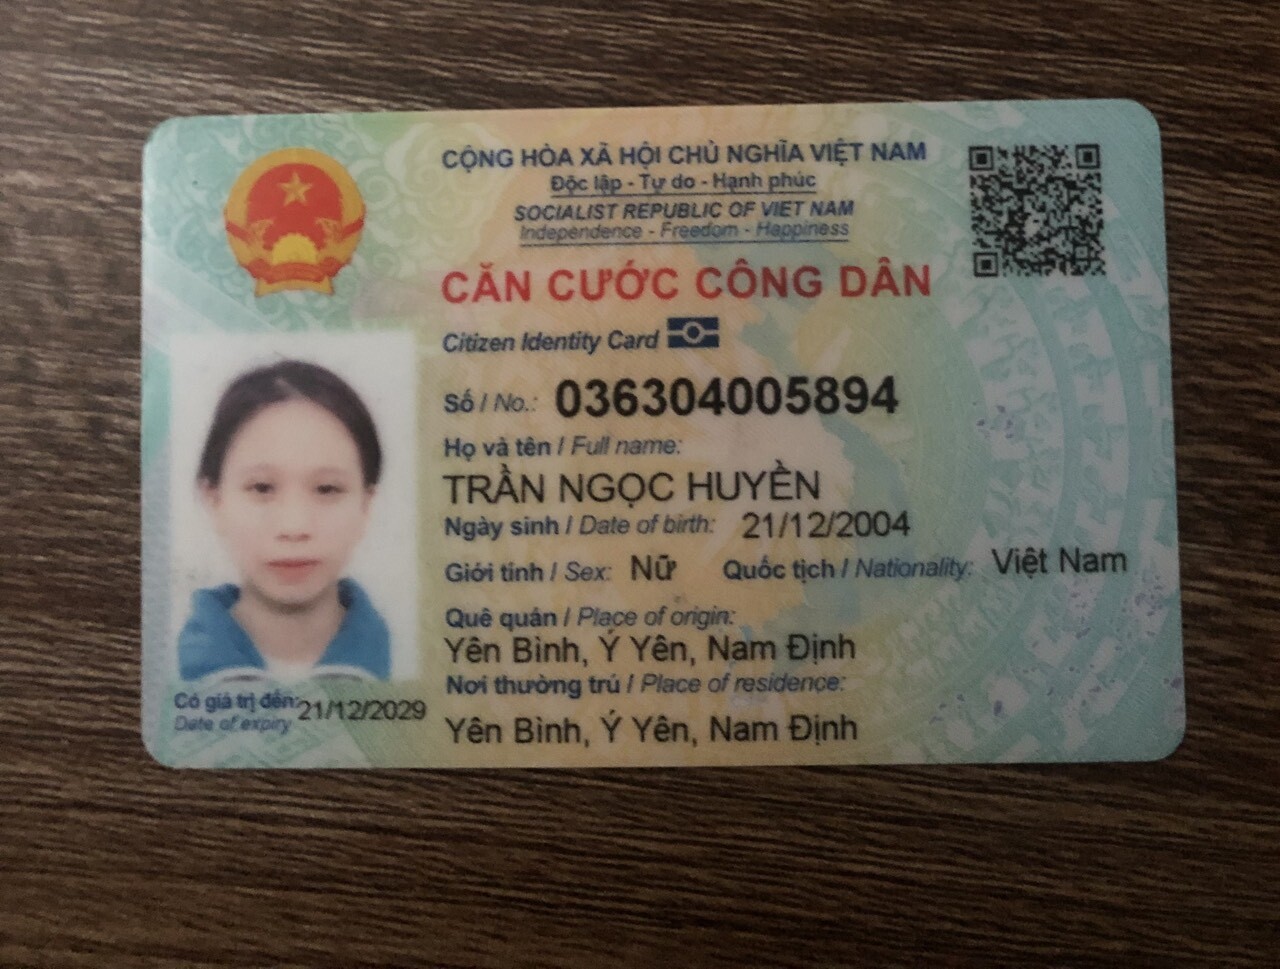 CỘNG HÒA XÃ HỘI CHỦ NGHĨA VIỆT NAM
Độc lập - Tự do - Hạnh phúc
SOCIALIST REPUBLIC OF VIET NAM
Independence - Freedom - Happiness
CĂN CƯỚC CÔNG DÂN
Citizen Identity Card
Số / No.: 036304005894
Họ và tên / Full name:
TRẦN NGỌC HUYỀN
Ngày sinh / Date of birth: 21/12/2004
Giới tính / Sex: Nữ Quốc tịch / Nationality: Việt Nam
Quê quán / Place of origin:
Yên Bình, Ý Yên, Nam Định
Nơi thường trú / Place of residence:
Yên Bình, Ý Yên, Nam Định
Có giá trị đến: 21/12/2029
Date of expiry